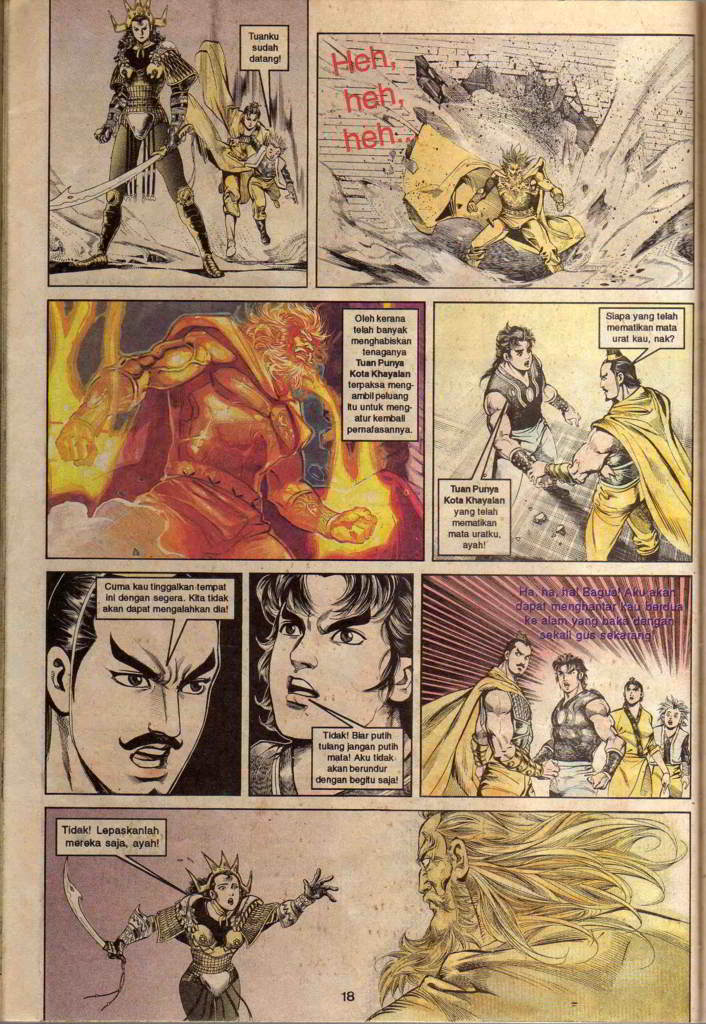 Tuanku
sudah
datang!
Heh,
heh,
heh...
Oleh kerana
telah banyak
menghabiskan
tenaganya
Tuan Punya
Kota Khayalan
terpaksa meng-
ambil peluang
itu untuk meng-
atur kembali
pernafasannya.
Siapa yang telah
mematikan mata
urat kau, nak?
Tuan Punya
Kota Khayalan
yang telah
mematikan
mata uratku,
ayah!
Cuma kau tinggalkan tempat
ini dengan segera. Kita tidak
akan dapat mengalahkan dia!
Tidak! Biar putih
tulang jangan putih
mata! Aku tidak
akan berundur
dengan begitu saja!
Ha, ha, ha! Bagus! Aku akan
dapat menghantar kau berdua
ke alam yang baka dengan
sekali gus sekarang.
Tidak! Lepaskanlah
mereka saja, ayah!
18